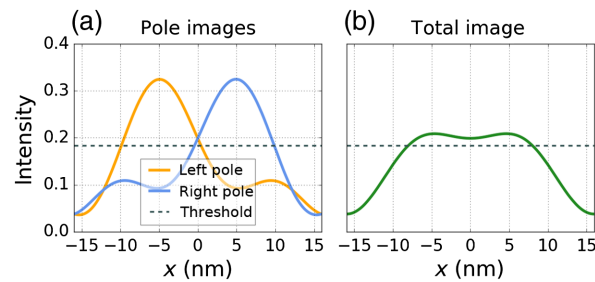 (a) Pole images
(b) Total image
Intensity
0.4
0.3
0.2
0.1
0.0
Left pole
Right pole
Threshold
−15 −10 −5 0 5 10 15
x (nm)
−15 −10 −5 0 5 10 15
x (nm)